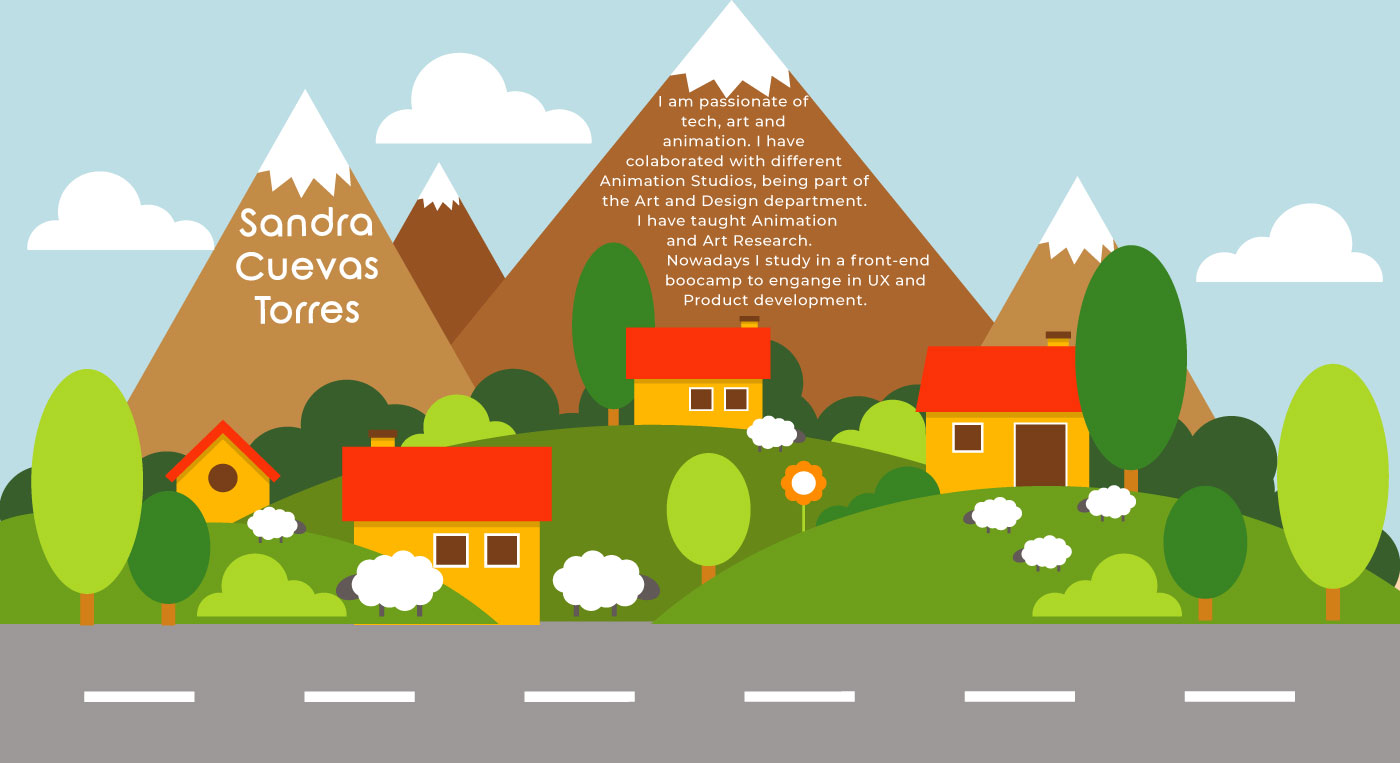 Sandra
Cuevas
Torres
I am passionate of
tech, art and
animation. I have
colaborated with different
Animation Studios, being part of
the Art and Design department.
I have taught Animation
and Art Research.
Nowadays I study in a front-end
boocamp to engange in UX and
Product development.